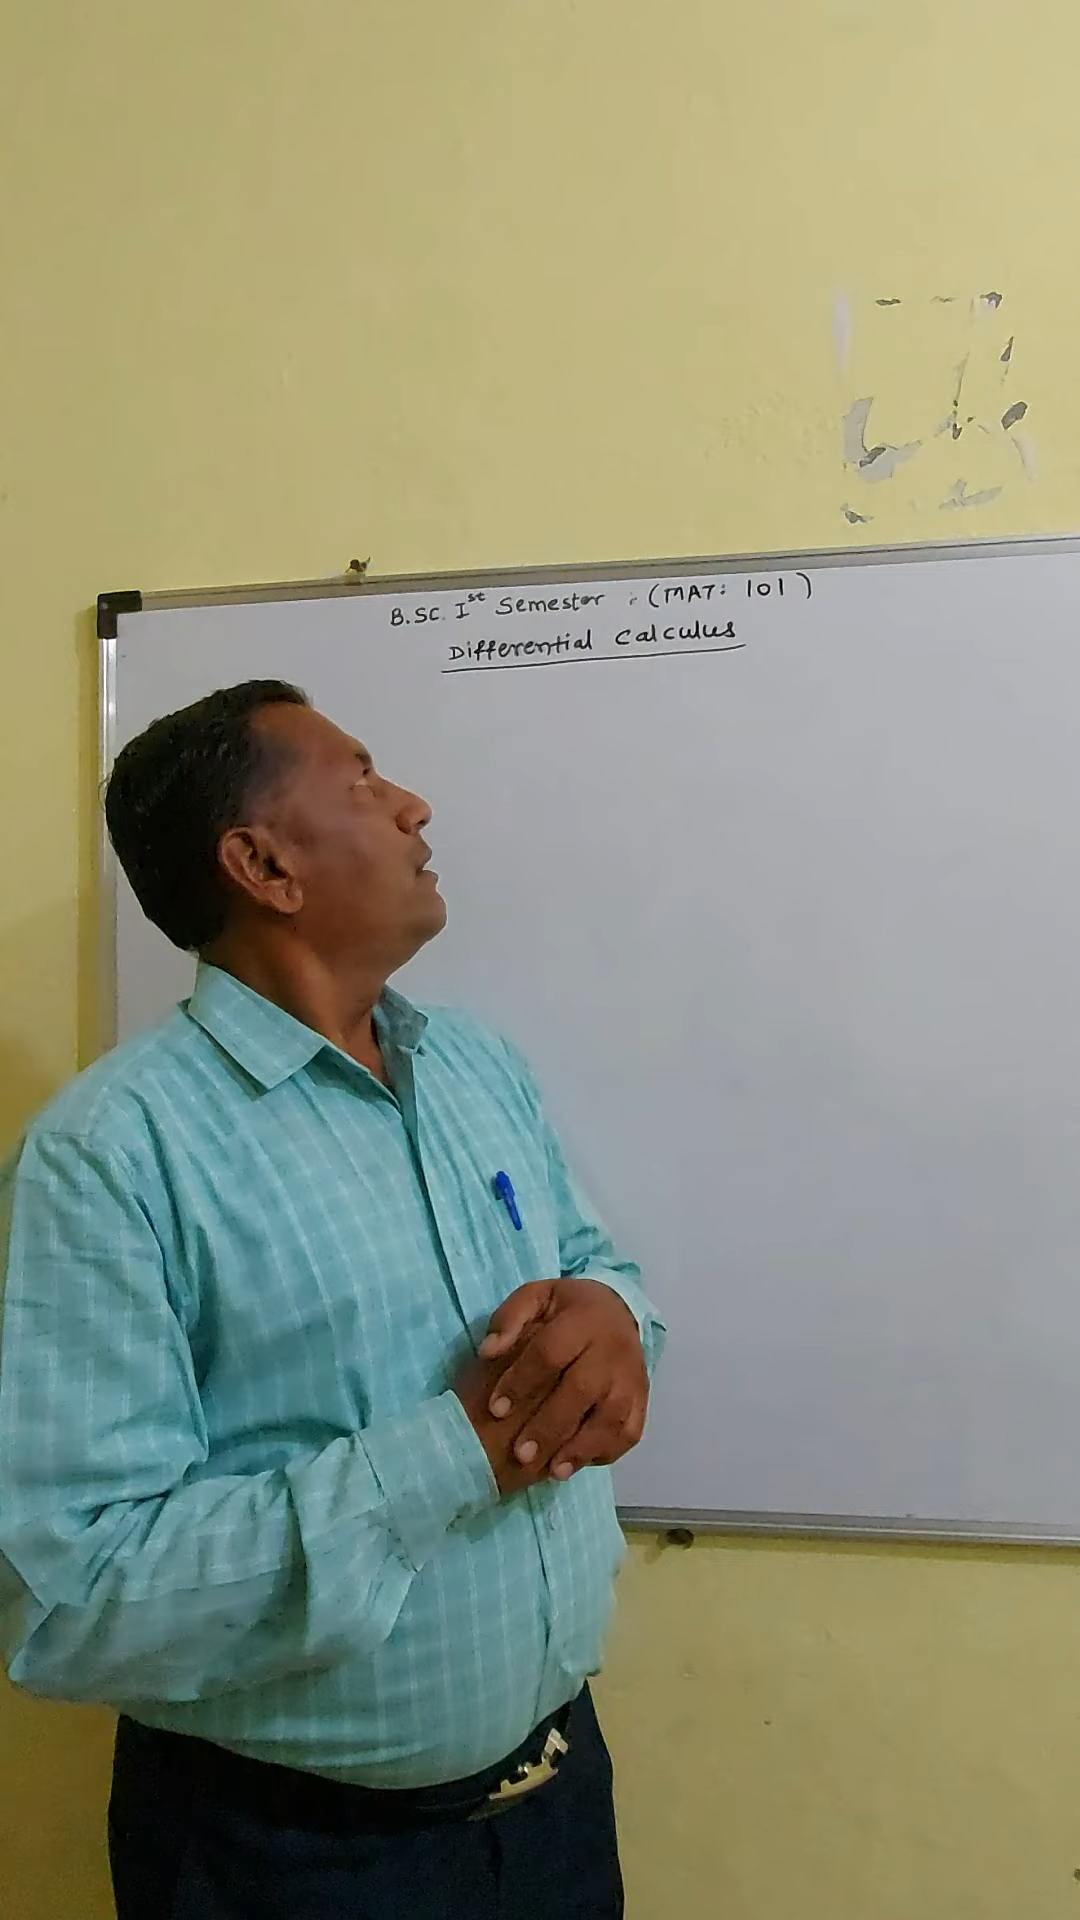 B.SC. Ist Semester :- (MAT: 101)
Differential Calculus